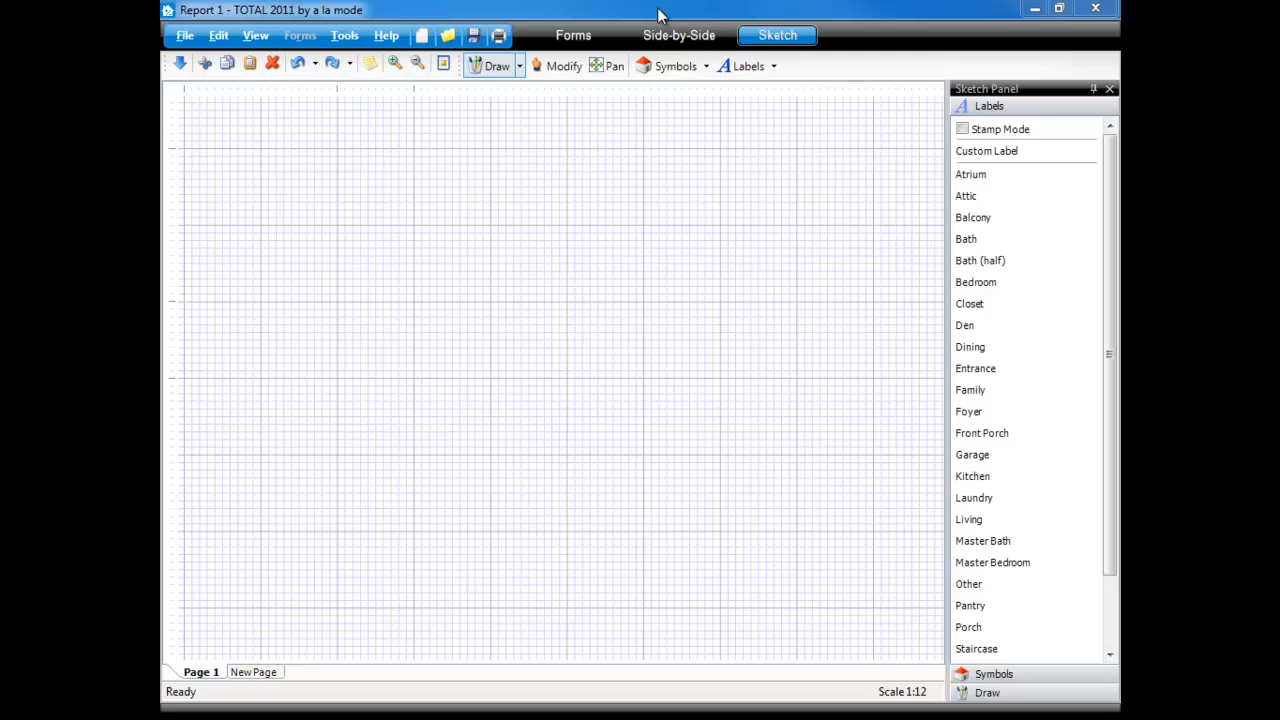 Report 1 - TOTAL 2011 by a la mode
File Edit View Forms Tools Help Forms Side-by-Side Sketch
Draw Modify Pan Symbols Labels
Sketch Panel
Labels
Stamp Mode
Custom Label
Atrium
Attic
Balcony
Bath
Bath (half)
Bedroom
Closet
Den
Dining
Entrance
Family
Foyer
Front Porch
Garage
Kitchen
Laundry
Living
Master Bath
Master Bedroom
Other
Pantry
Porch
Staircase
Symbols
Draw
Page 1 New Page
Ready Scale 1:12